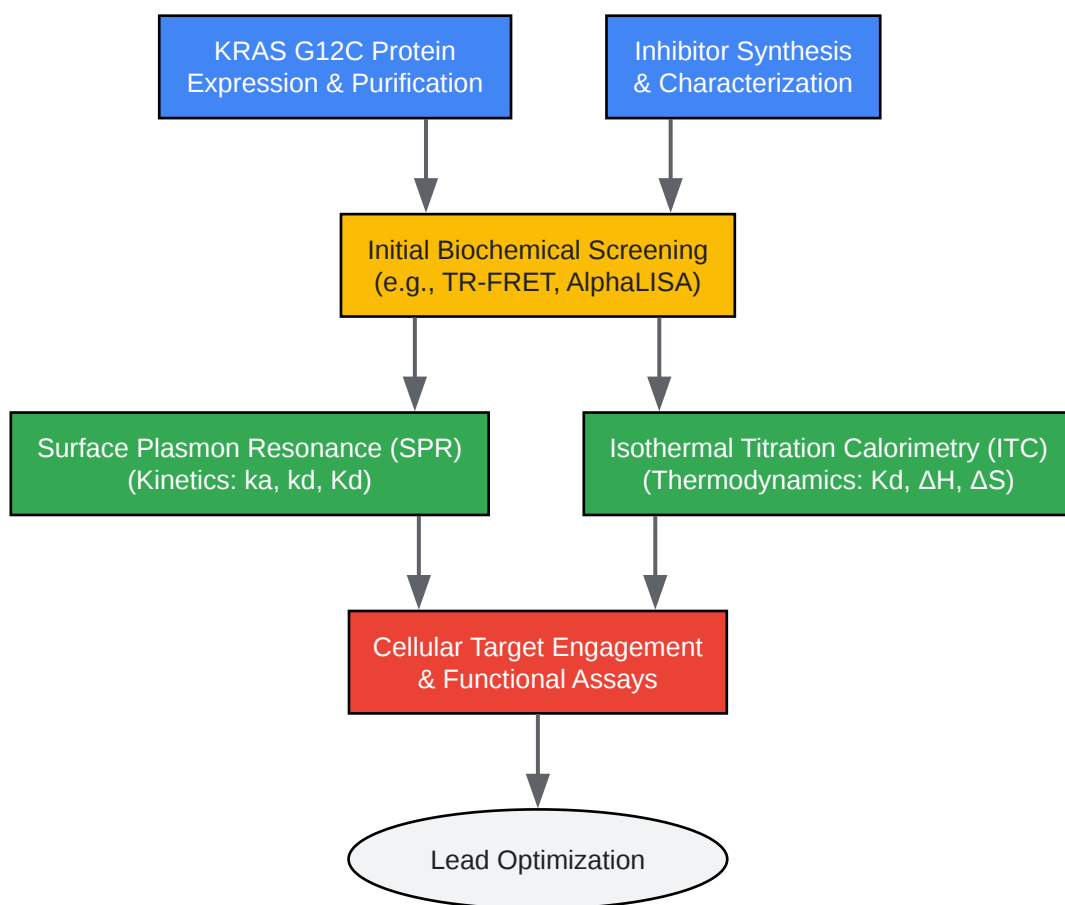 KRAS G12C Protein
Expression & Purification
Inhibitor Synthesis
& Characterization
Initial Biochemical Screening
(e.g., TR-FRET, AlphaLISA)
Surface Plasmon Resonance (SPR)
(Kinetics: ka, kd, Kd)
Isothermal Titration Calorimetry (ITC)
(Thermodynamics: Kd, ΔH, ΔS)
Cellular Target Engagement
& Functional Assays
Lead Optimization